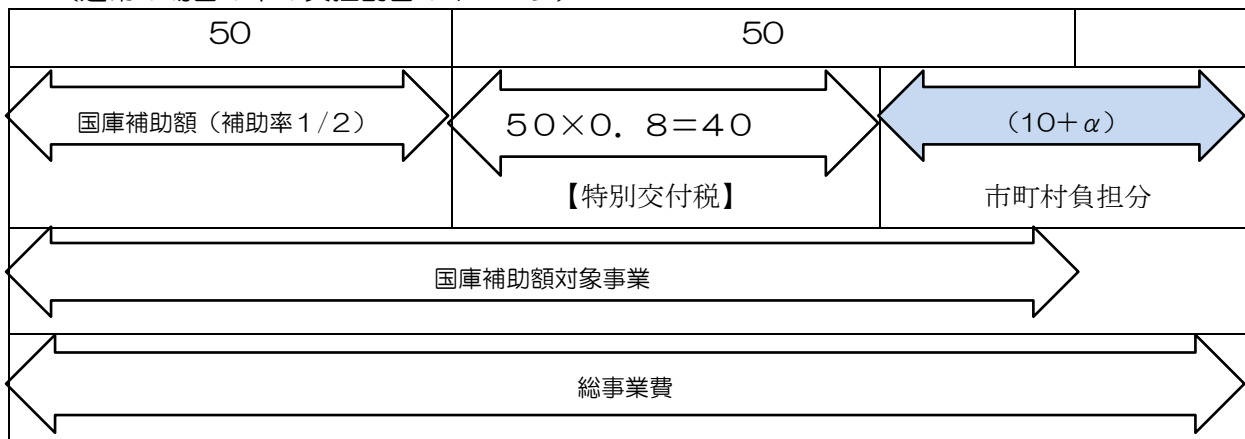 50 50
国庫補助額（補助率１/２） ５０×０．８=４０ （１０＋α）
【特別交付税】 市町村負担分
国庫補助額対象事業
総事業費